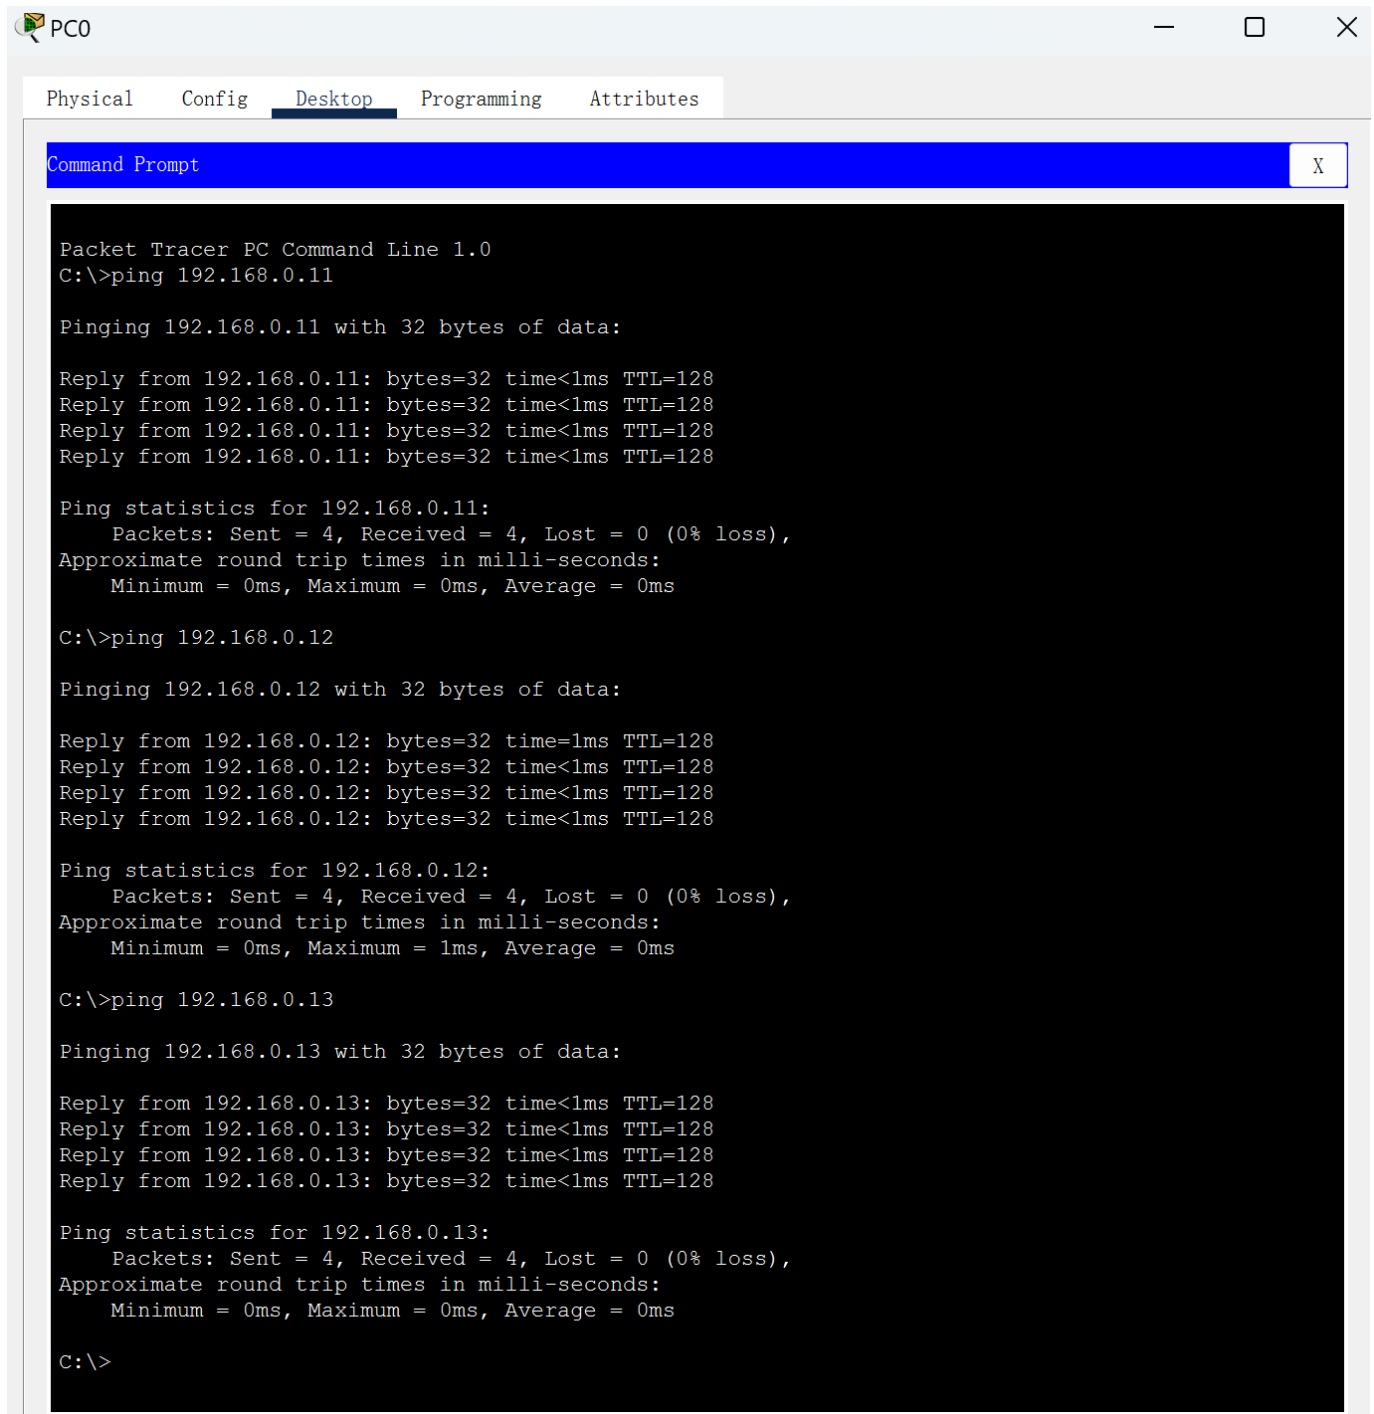 PC0
Physical Config Desktop Programming Attributes
Command Prompt X
Packet Tracer PC Command Line 1.0
C:\>ping 192.168.0.11
Pinging 192.168.0.11 with 32 bytes of data:
Reply from 192.168.0.11: bytes=32 time<1ms TTL=128
Reply from 192.168.0.11: bytes=32 time<1ms TTL=128
Reply from 192.168.0.11: bytes=32 time<1ms TTL=128
Reply from 192.168.0.11: bytes=32 time<1ms TTL=128
Ping statistics for 192.168.0.11:
Packets: Sent = 4, Received = 4, Lost = 0 (0% loss),
Approximate round trip times in milli-seconds:
Minimum = 0ms, Maximum = 0ms, Average = 0ms
C:\>ping 192.168.0.12
Pinging 192.168.0.12 with 32 bytes of data:
Reply from 192.168.0.12: bytes=32 time=1ms TTL=128
Reply from 192.168.0.12: bytes=32 time<1ms TTL=128
Reply from 192.168.0.12: bytes=32 time<1ms TTL=128
Reply from 192.168.0.12: bytes=32 time<1ms TTL=128
Ping statistics for 192.168.0.12:
Packets: Sent = 4, Received = 4, Lost = 0 (0% loss),
Approximate round trip times in milli-seconds:
Minimum = 0ms, Maximum = 1ms, Average = 0ms
C:\>ping 192.168.0.13
Pinging 192.168.0.13 with 32 bytes of data:
Reply from 192.168.0.13: bytes=32 time<1ms TTL=128
Reply from 192.168.0.13: bytes=32 time<1ms TTL=128
Reply from 192.168.0.13: bytes=32 time<1ms TTL=128
Reply from 192.168.0.13: bytes=32 time<1ms TTL=128
Ping statistics for 192.168.0.13:
Packets: Sent = 4, Received = 4, Lost = 0 (0% loss),
Approximate round trip times in milli-seconds:
Minimum = 0ms, Maximum = 0ms, Average = 0ms
C:\>